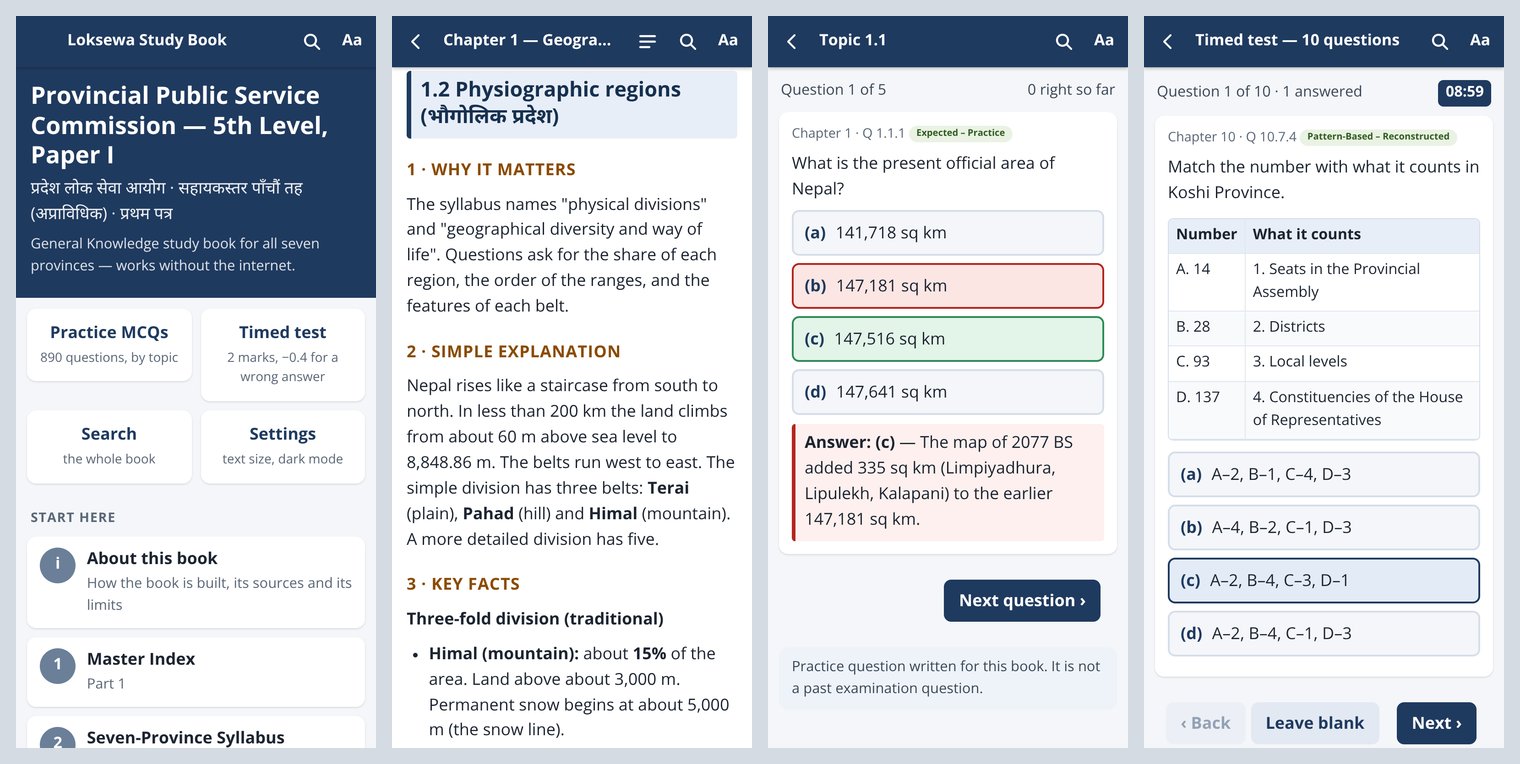 Loksewa Study Book
Aa
Provincial Public Service
Commission — 5th Level,
Paper I
प्रदेश लोक सेवा आयोग · सहायकस्तर पाँचौं तह
(अप्राविधिक) · प्रथम पत्र
General Knowledge study book for all seven
provinces — works without the internet.
Practice MCQs
890 questions, by topic
Timed test
2 marks, −0.4 for a
wrong answer
Search
the whole book
Settings
text size, dark mode
START HERE
i
About this book
How the book is built, its sources and its
limits
1
Master Index
Part 1
2
Seven-Province Syllabus
Chapter 1 — Geogra...
Aa
1.2 Physiographic regions
(भौगोलिक प्रदेश)
1 · WHY IT MATTERS
The syllabus names "physical divisions"
and "geographical diversity and way of
life". Questions ask for the share of each
region, the order of the ranges, and the
features of each belt.
2 · SIMPLE EXPLANATION
Nepal rises like a staircase from south to
north. In less than 200 km the land climbs
from about 60 m above sea level to
8,848.86 m. The belts run west to east. The
simple division has three belts: Terai
(plain), Pahad (hill) and Himal (mountain).
A more detailed division has five.
3 · KEY FACTS
Three-fold division (traditional)
• Himal (mountain): about 15% of the
area. Land above about 3,000 m.
Permanent snow begins at about 5,000
m (the snow line).
Topic 1.1
Aa
Question 1 of 5
0 right so far
Chapter 1 · Q 1.1.1 Expected – Practice
What is the present official area of
Nepal?
(a) 141,718 sq km
(b) 147,181 sq km
(c) 147,516 sq km
(d) 147,641 sq km
Answer: (c) — The map of 2077 BS
added 335 sq km (Limpiyadhura,
Lipulekh, Kalapani) to the earlier
147,181 sq km.
Next question ›
Practice question written for this book. It is not
a past examination question.
Timed test — 10 questions
Aa
Question 1 of 10 · 1 answered
08:59
Chapter 10 · Q 10.7.4 Pattern-Based – Reconstructed
Match the number with what it counts in
Koshi Province.
Number What it counts
A. 14 1. Seats in the Provincial
Assembly
B. 28 2. Districts
C. 93 3. Local levels
D. 137 4. Constituencies of the House
of Representatives
(a) A–2, B–1, C–4, D–3
(b) A–4, B–2, C–1, D–3
(c) A–2, B–4, C–3, D–1
(d) A–2, B–4, C–1, D–3
‹ Back
Leave blank
Next ›